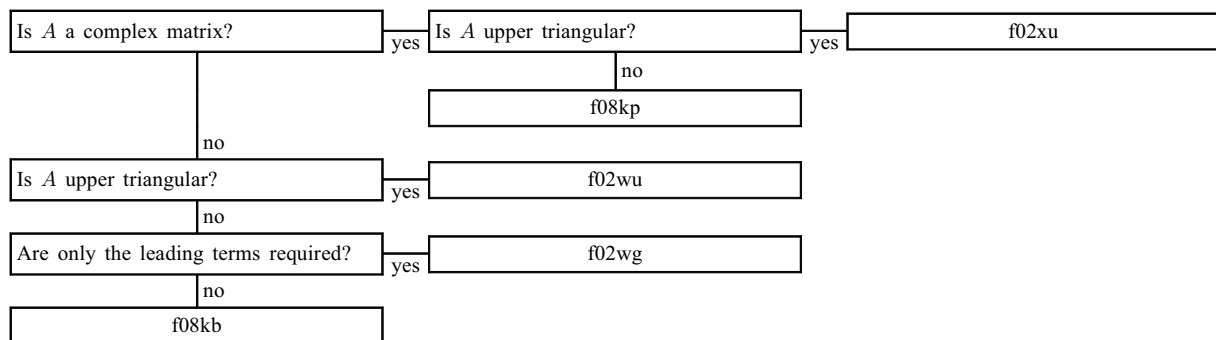 Is A a complex matrix?
yes
Is A upper triangular?
yes
f02xu
no
f08kp
no
Is A upper triangular?
yes
f02wu
no
Are only the leading terms required?
yes
f02wg
no
f08kb